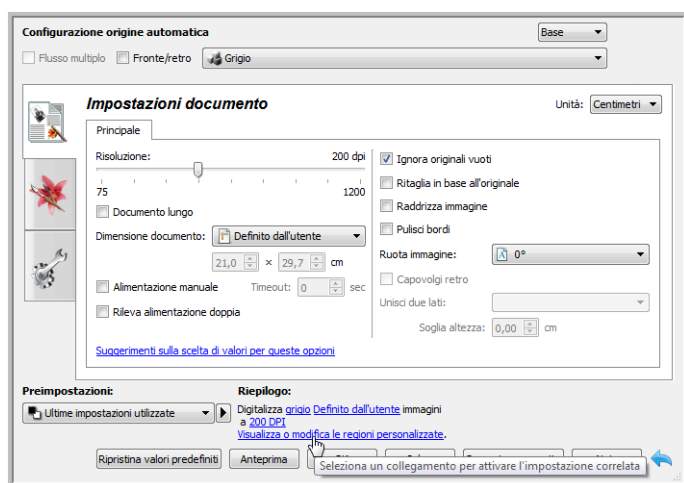 Configurazione origine automatica
Base
Flusso multiplo
Fronte/retro
Grigio
Impostazioni documento
Unità:
Centimetri
Principale
Risoluzione:
200 dpi
75
1200
Documento lungo
Dimensione documento:
Definito dall'utente
21,0 × 29,7 cm
Alimentazione manuale
Timeout: 0 sec
Rileva alimentazione doppia
Suggerimenti sulla scelta di valori per queste opzioni
Ignora originali vuoti
Ritaglia in base all'originale
Raddrizza immagine
Pulisci bordi
Ruota immagine:
0°
Capovolgi retro
Unisci due lati:
Soglia altezza: 0,00 cm
Preimpostazioni:
Ultime impostazioni utilizzate
Riepilogo:
Digitalizza grigio Definito dall'utente immagini
a 200 DPI
Visualizza o modifica le regioni personalizzate.
Ripristina valori predefiniti
Anteprima
Seleziona un collegamento per attivare l'impostazione correlata